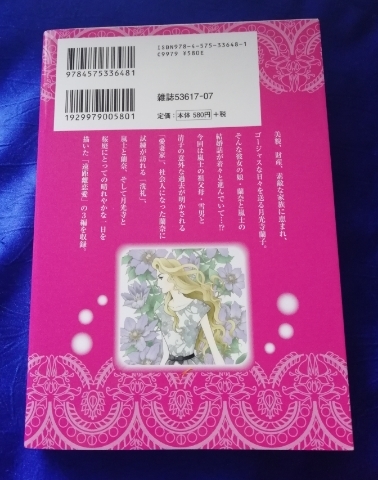 ISBN978-4-575-33648-1
C9979 ¥580E
9784575336481
1929979005801
雑誌53617-07
定価 本体580円+税
美貌、財産、素敵な家族に恵まれ、
ゴージャスな日々を送る月光寺蘭子。
そんな彼女の娘・蘭奈と嵐士の
結婚話が着々と進んでいて…!?
今回は嵐士の祖父母・雪男と
清子の意外な過去が明かされる
「愛妻家」、社会人になった蘭奈に
試練が訪れる「洗礼」、
嵐士と蘭奈、そして月光寺と
桜庭にとっての晴れやかな一日を
描いた「遠距離恋愛」の3編を収録。